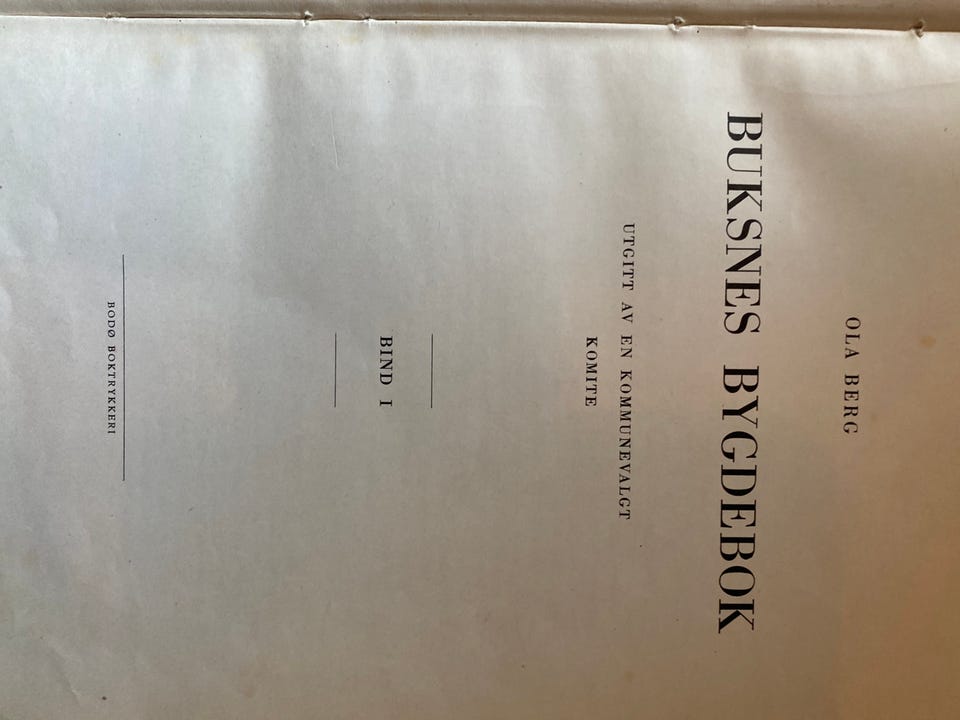 OLA BERG
BUKSNES BYGDEBOK
UTGITT AV EN KOMMUNEVALGT
KOMITE
BIND I
BODØ BOKTRYKKERI